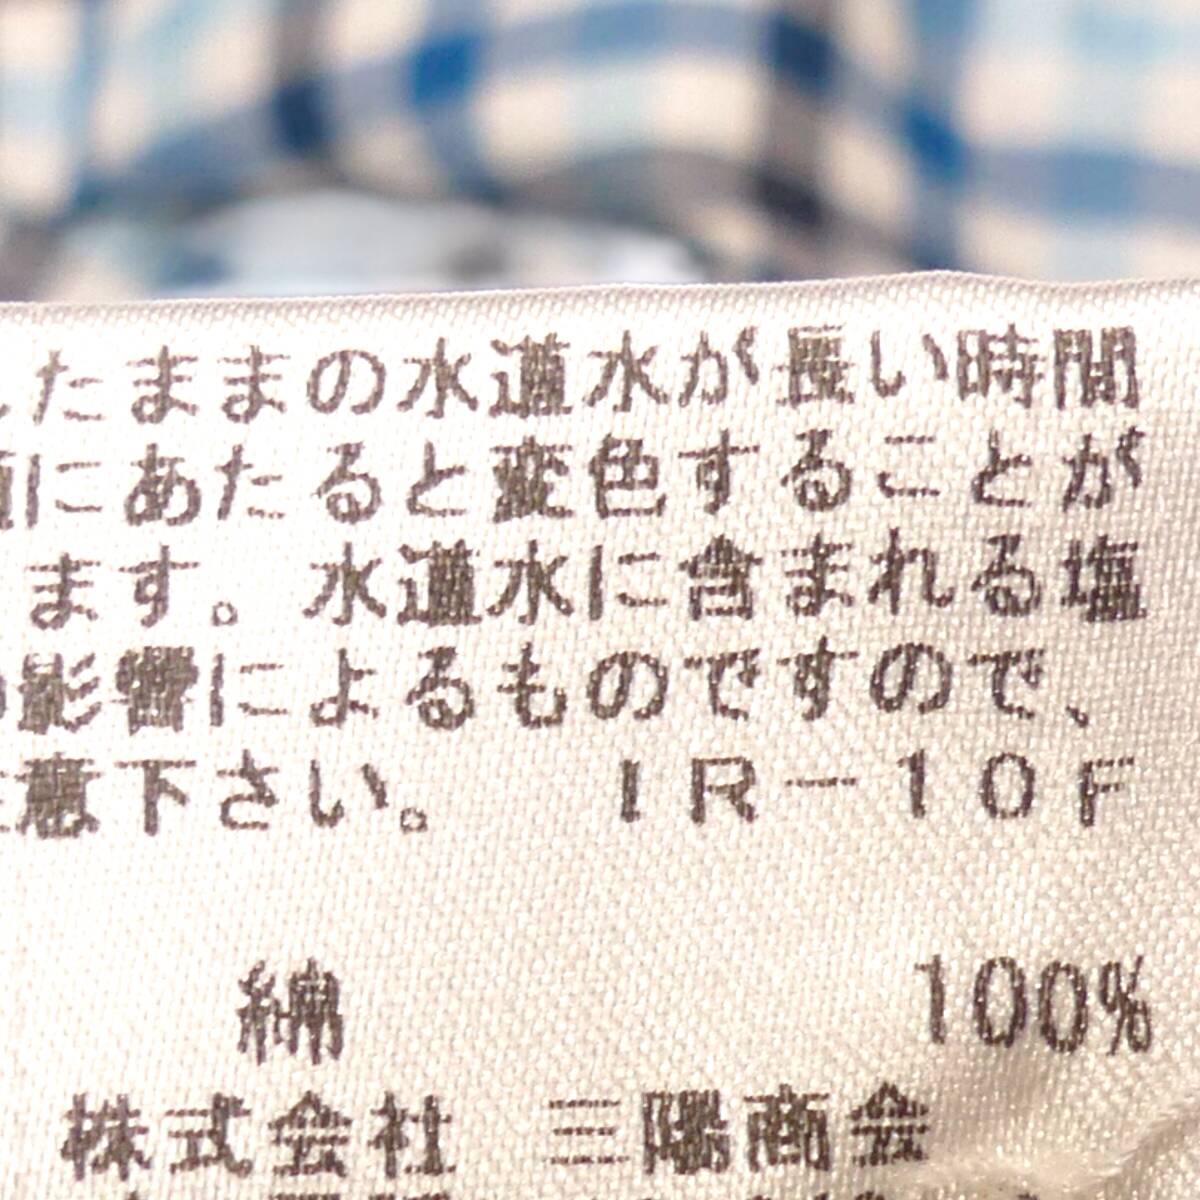 たままの水道水が長い時間
にあたると変色することが
ます。水道水に含まれる塩
影響によるものですので、
意下さい。 IR-10F
綿 100%
株式会社 三陽商会